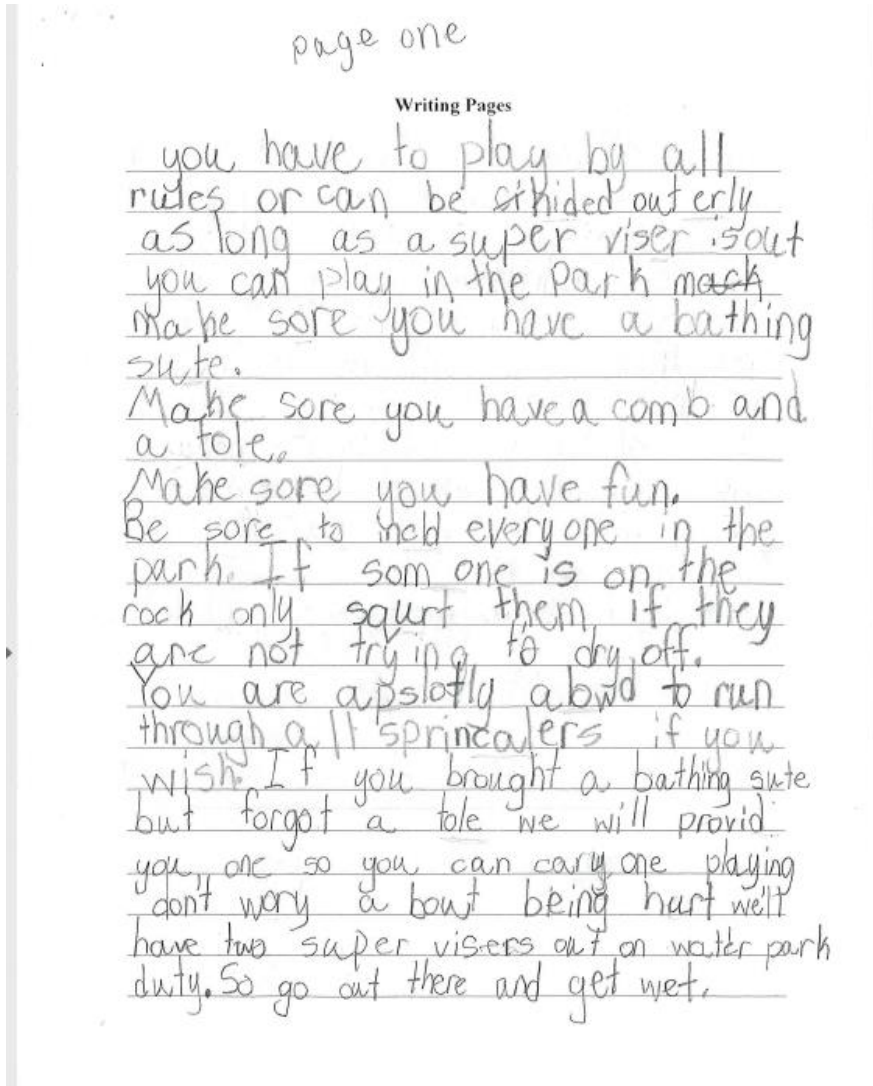 page one
Writing Pages
you have to play by all
rules or can be out erly
as long as a super viser is out
you can play in the park mack
make sore you have a bathing
sute.
Make sore you have a comb and
a tole.
Make sore you have fun.
Be sore to incld every one in the
park. If som one is on the
rock only squrt them if they
are not trying to dry off.
You are apslotly alowd to run
through all sprincalers if you
wish. If you brought a bathing sute
but forgot a tole we will provid
you one so you can cary one playing
don't wory a bout being hurt we'll
have two super visers out on water park
duty. So go out there and get wet.